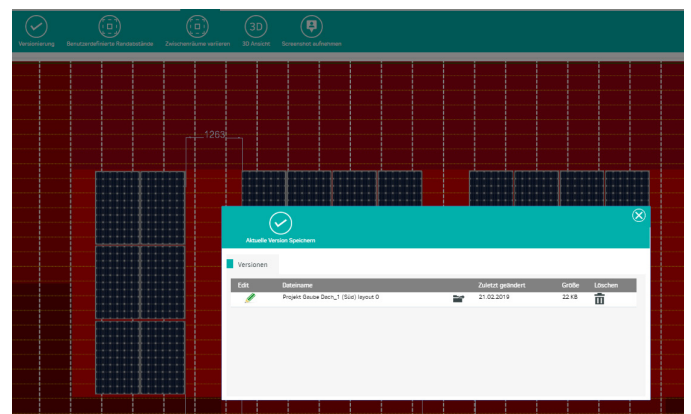 3D
Versionierung Benutzerdefinierte Randabstände Zwischenräume variieren 3D Ansicht Screenshot aufnehmen
1263
Aktuelle Version Speichern
Versionen
Edit Dateiname Zuletzt geändert Größe Löschen
Projekt Gaube Dach_1 (Süd) layout 0 21.02.2019 22 KB